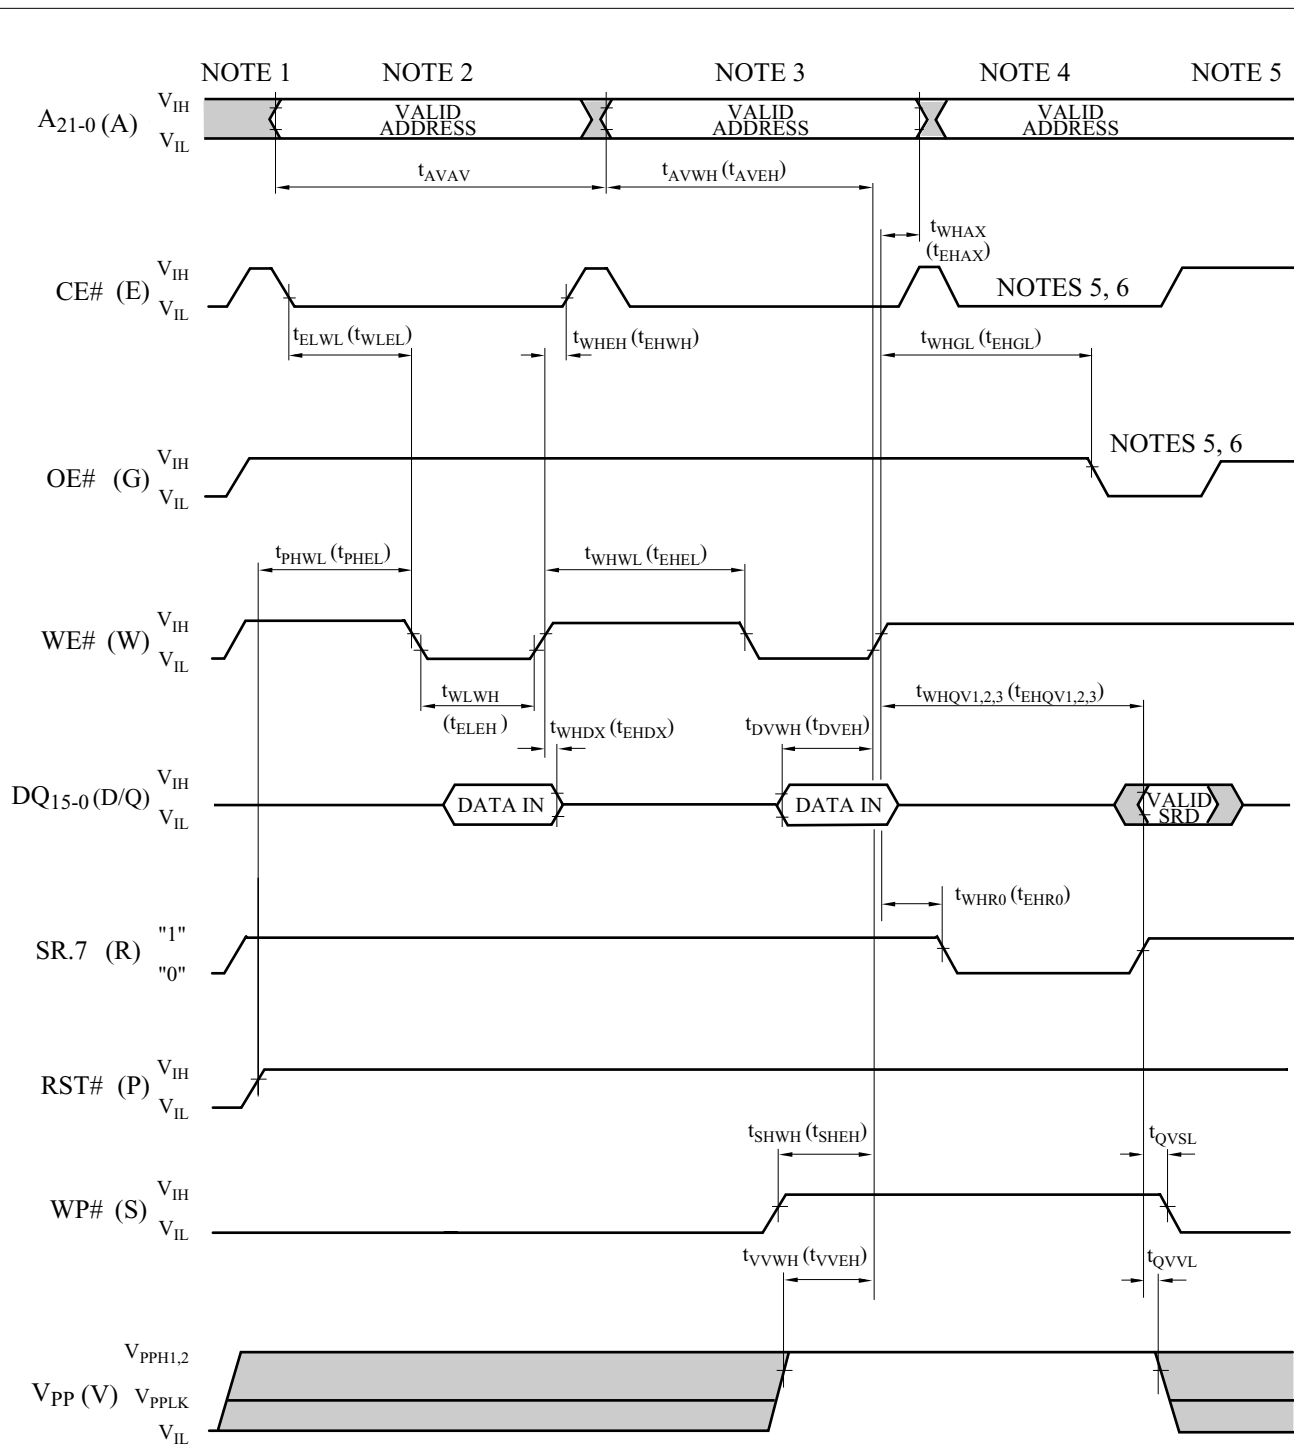 NOTE 1 NOTE 2 NOTE 3 NOTE 4 NOTE 5
A21-0 (A) VIH VIL VALID ADDRESS VALID ADDRESS VALID ADDRESS
tAVAV tAVWH (tAVEH)
tWHAX
(tEHAX)
CE# (E) VIH VIL NOTES 5, 6
tELWL (tWLEL) tWHEH (tEHWH) tWHGL (tEHGL)
OE# (G) VIH VIL NOTES 5, 6
tPHWL (tPHEL) tWHWL (tEHEL)
WE# (W) VIH VIL
tWLWH
(tELEH) tWHDX (tEHDX) tDVWH (tDVEH) tWHQV1,2,3 (tEHQV1,2,3)
DQ15-0 (D/Q) VIH VIL DATA IN DATA IN VALID SRD
tWHR0 (tEHR0)
SR.7 (R) "1" "0"
RST# (P) VIH VIL
tSHWH (tSHEH) tQVSL
WP# (S) VIH VIL
tVVWH (tVVEH) tQVVL
VPP (V) VPPH1,2 VPPLK VIL